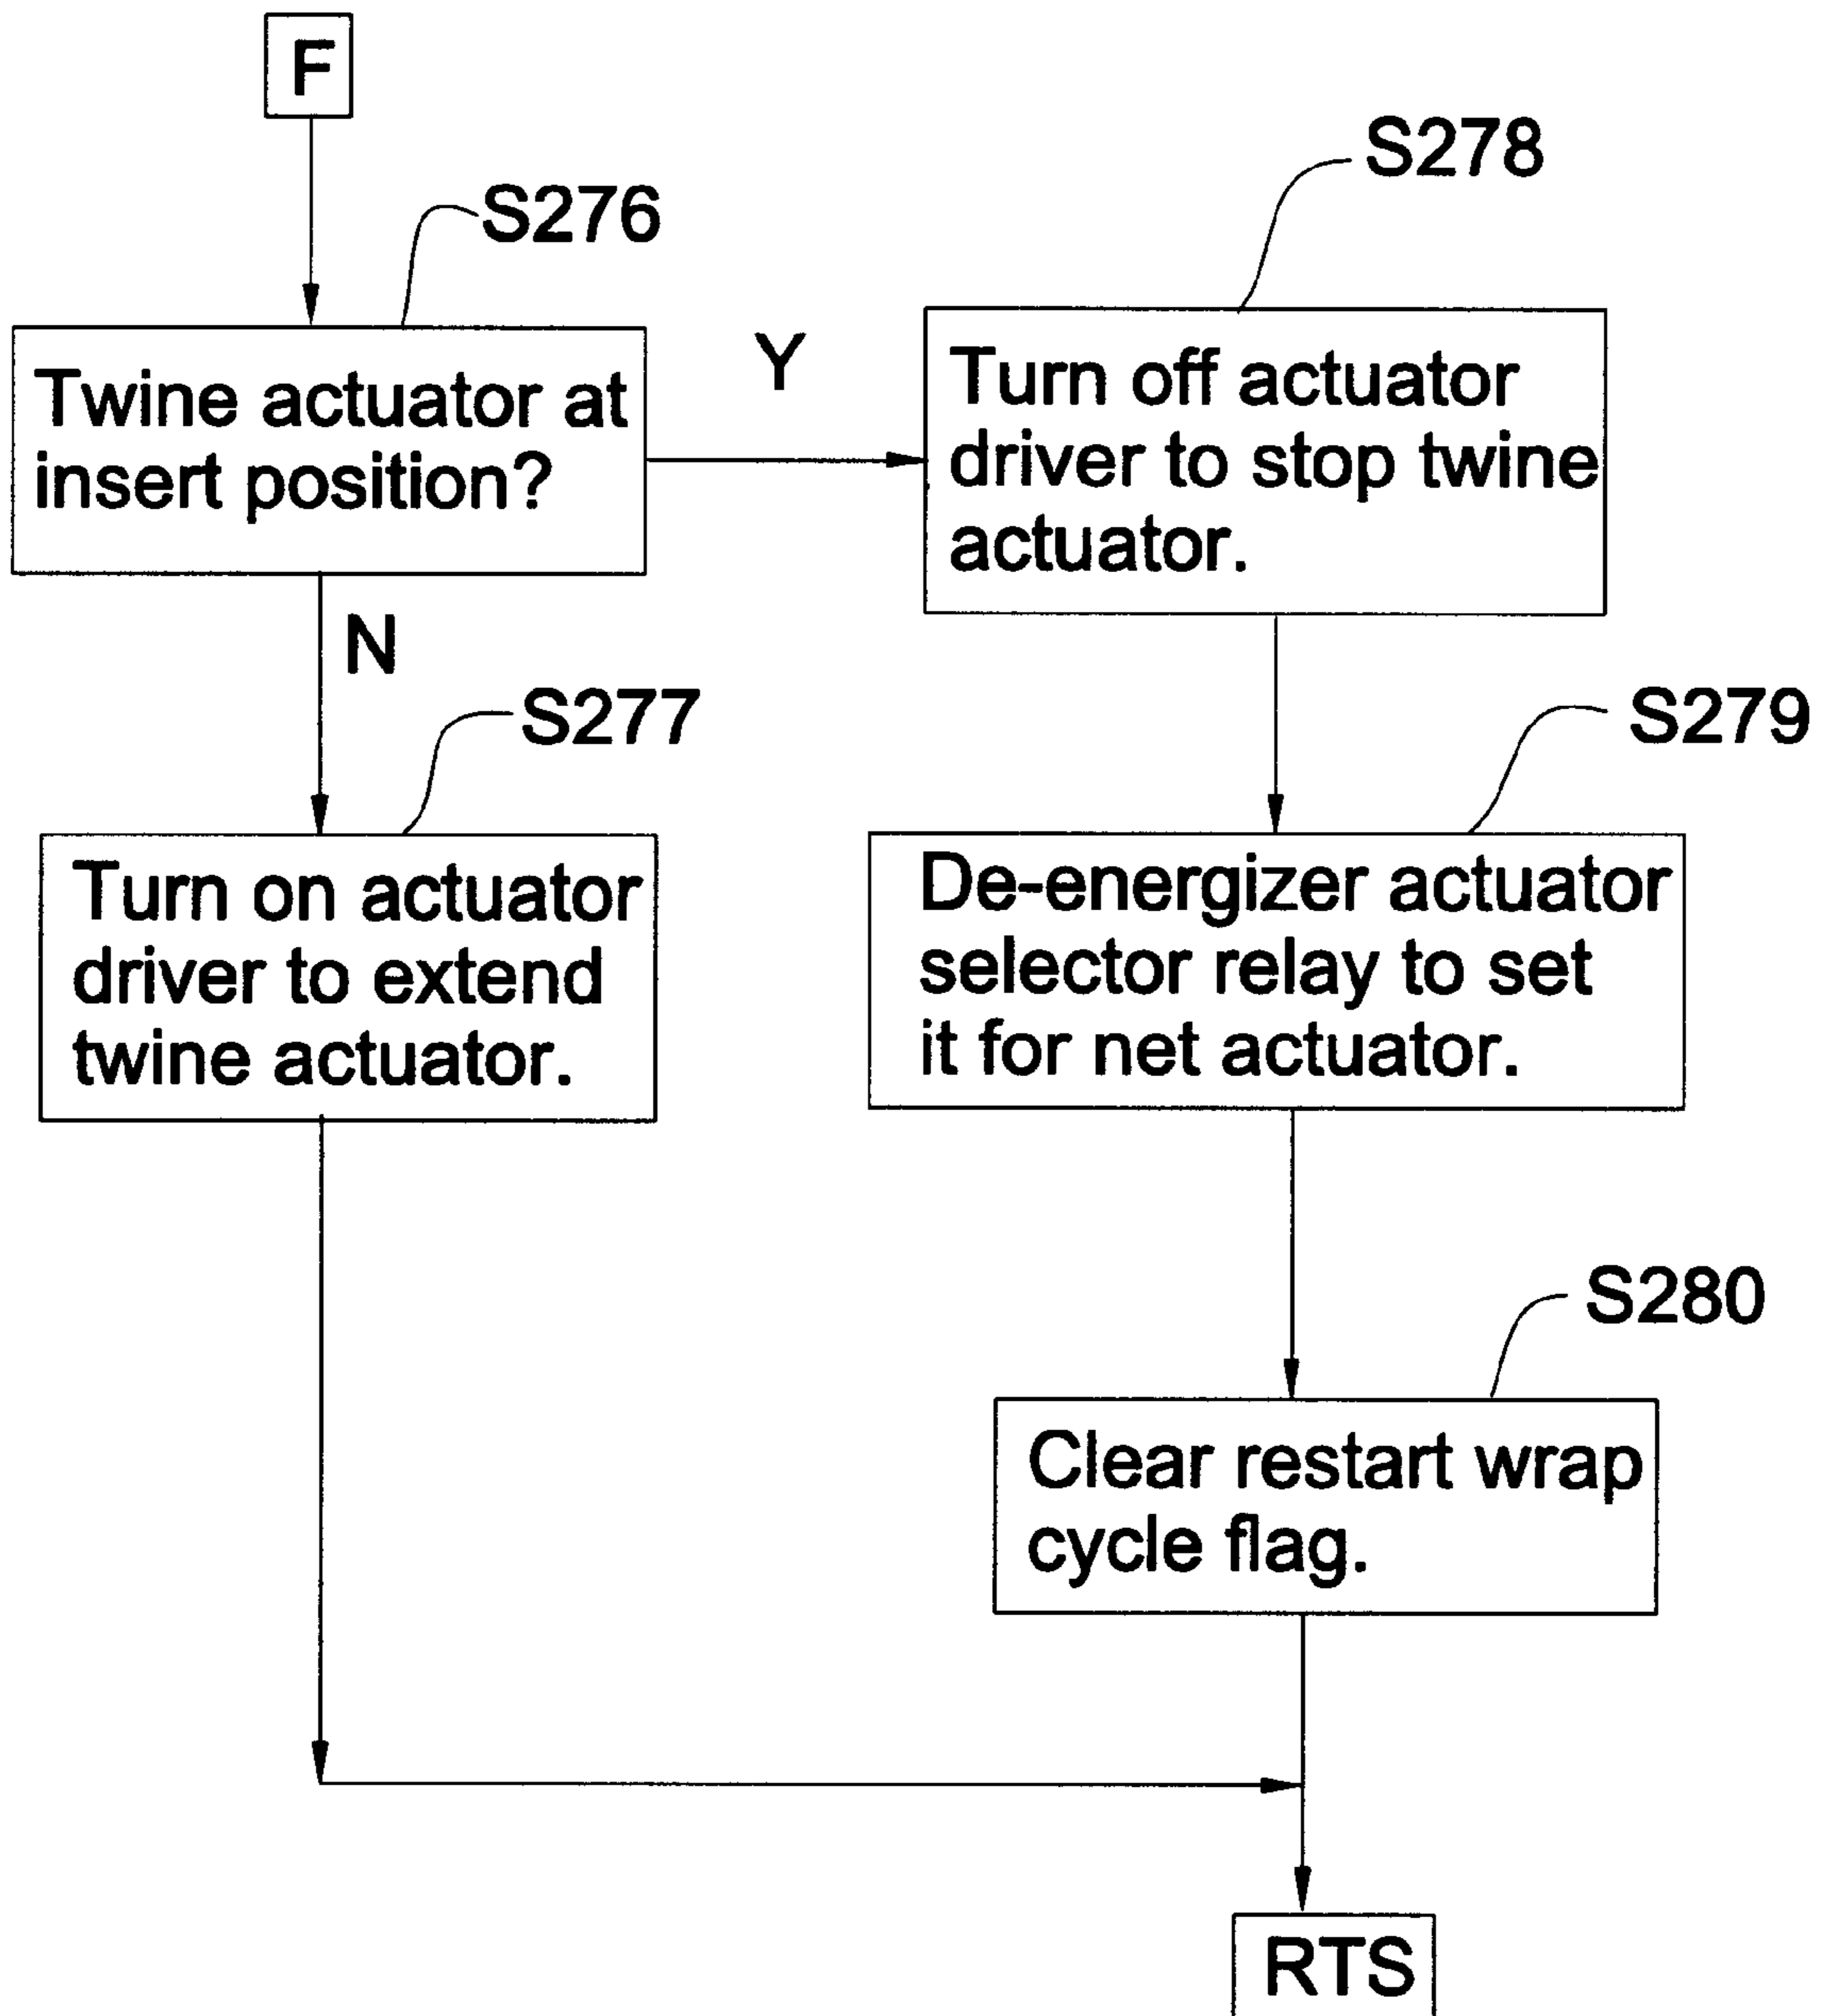 F
S276
Twine actuator at
insert position?
Y
N
S278
Turn off actuator
driver to stop twine
actuator.
S277
Turn on actuator
driver to extend
twine actuator.
S279
De-energizer actuator
selector relay to set
it for net actuator.
S280
Clear restart wrap
cycle flag.
RTS